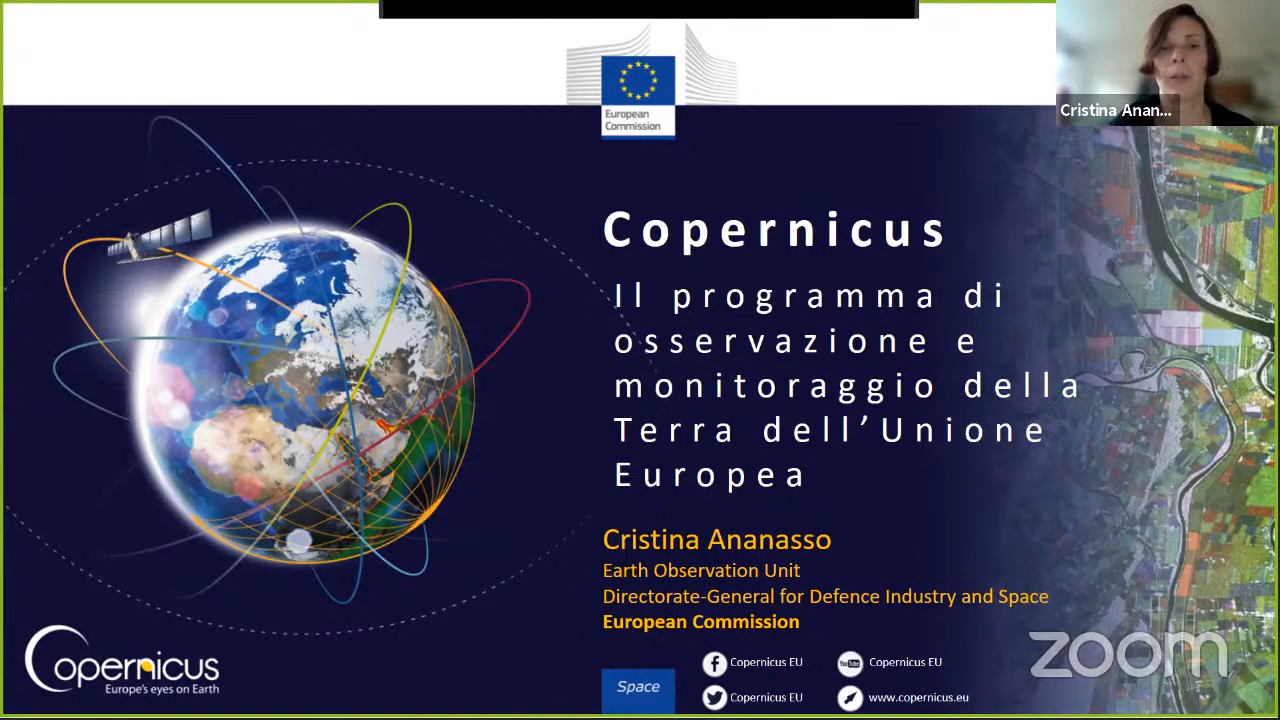 European
Commission
Cristina Anan...
Copernicus
Il programma di
osservazione e
monitoraggio della
Terra dell’Unione
Europea
Cristina Ananasso
Earth Observation Unit
Directorate-General for Defence Industry and Space
European Commission
Copernicus EU
You Tube
Copernicus EU
Copernicus EU
www.copernicus.eu
Space
Copernicus
Europe's eyes on Earth
zoom